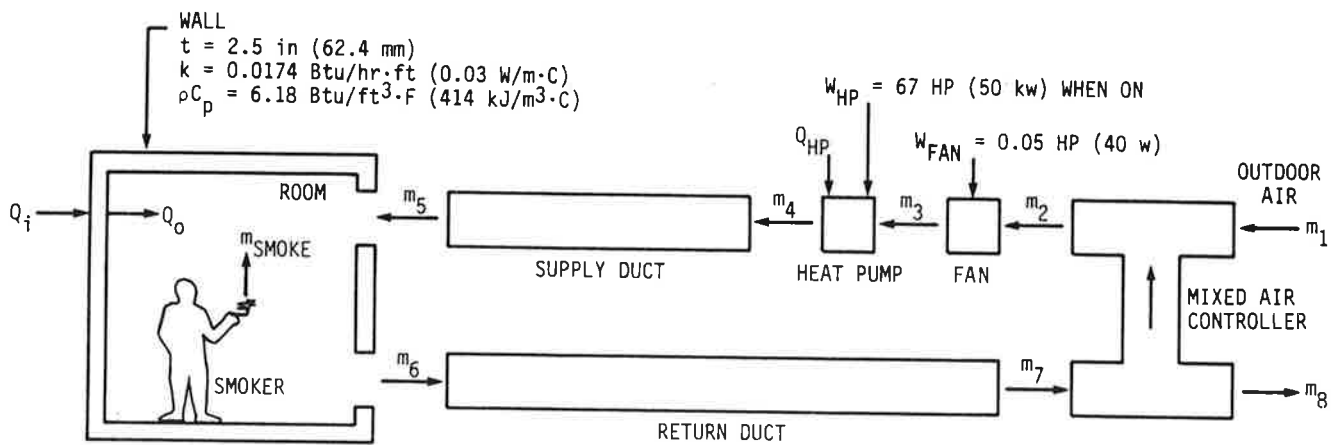 WALL
t = 2.5 in (62.4 mm)
k = 0.0174 Btu/hr·ft (0.03 W/m·C)
ρCp = 6.18 Btu/ft³·F (414 kJ/m³·C)
WHP = 67 HP (50 kw) WHEN ON
QHP
WFAN = 0.05 HP (40 w)
OUTDOOR
AIR
ROOM
m5
m4
m3
m2
m1
Qi
Qo
mSMOKE
SUPPLY DUCT
HEAT PUMP
FAN
MIXED AIR
CONTROLLER
SMOKER
m6
m7
m8
RETURN DUCT